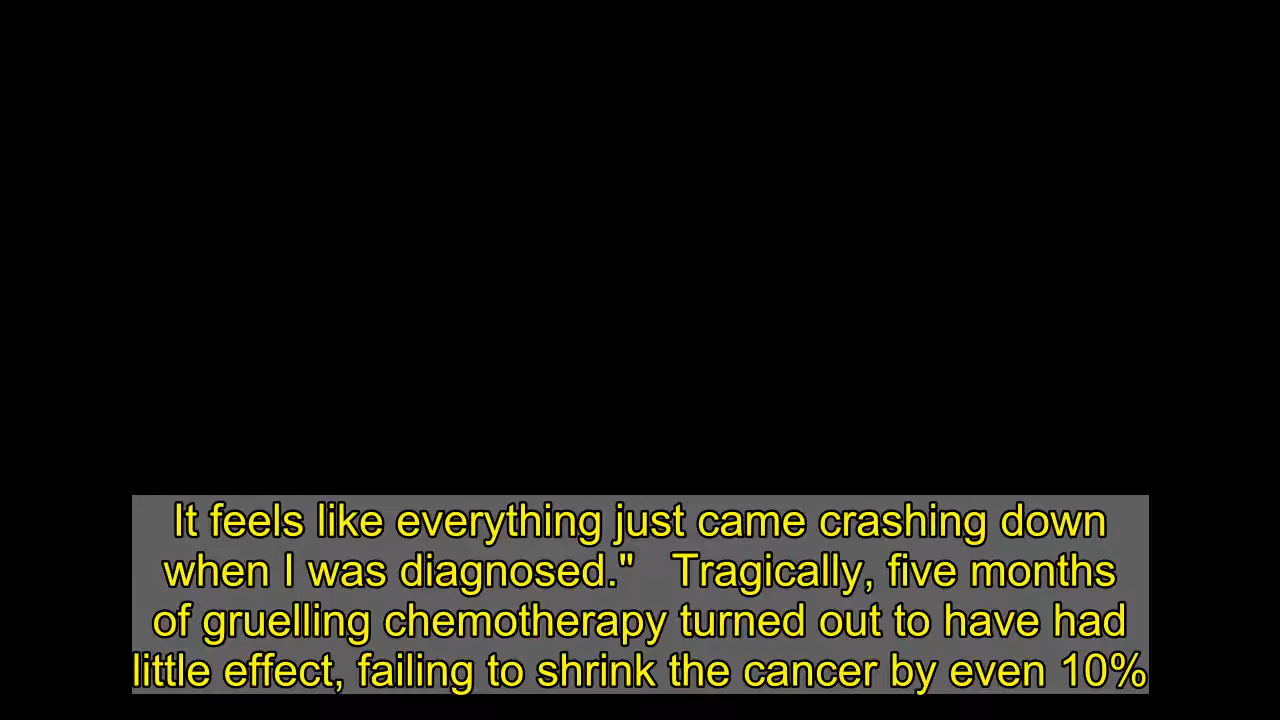 It feels like everything just came crashing down
when I was diagnosed."   Tragically, five months
of gruelling chemotherapy turned out to have had
little effect, failing to shrink the cancer by even 10%